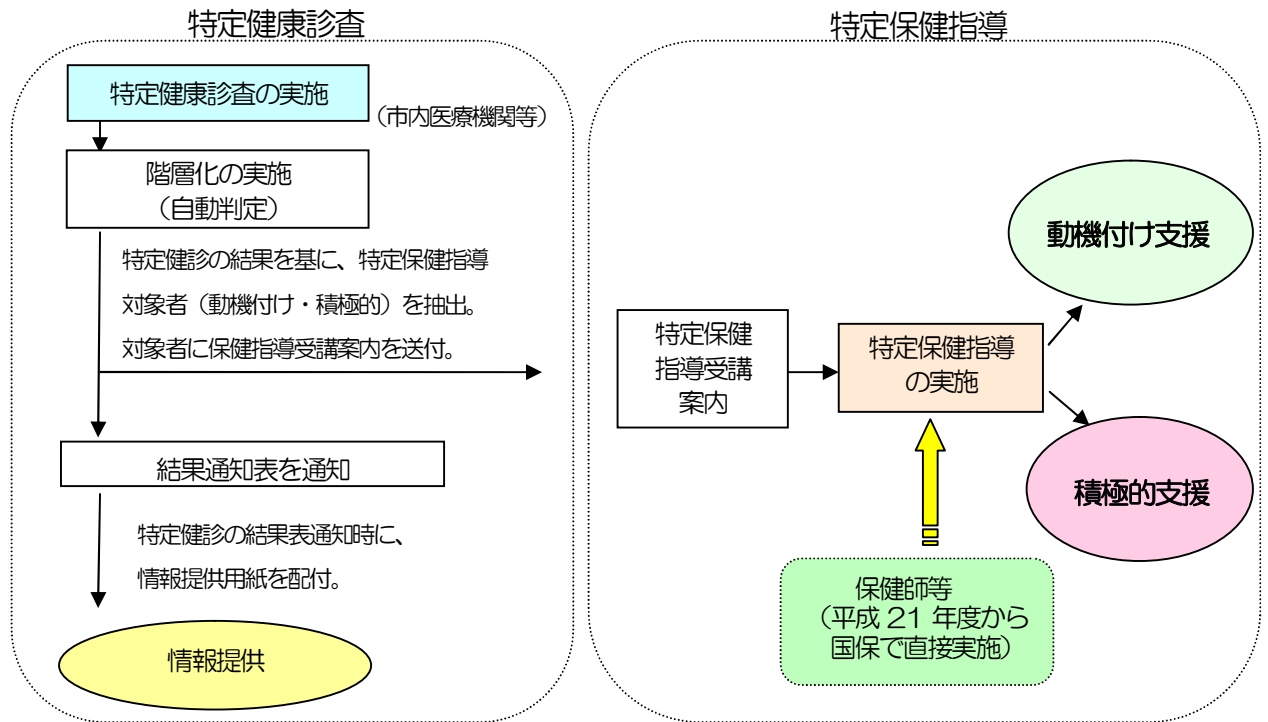 特定健康診査
特定健康診査の実施
(市内医療機関等)
階層化の実施
(自動判定)
特定健診の結果を基に、特定保健指導
対象者(動機付け・積極的)を抽出。
対象者に保健指導受講案内を送付。
結果通知表を通知
特定健診の結果表通知時に、
情報提供用紙を配付。
情報提供
特定保健指導
特定保健
指導受講
案内
特定保健指導
の実施
動機付け支援
積極的支援
保健師等
(平成 21 年度から
国保で直接実施)